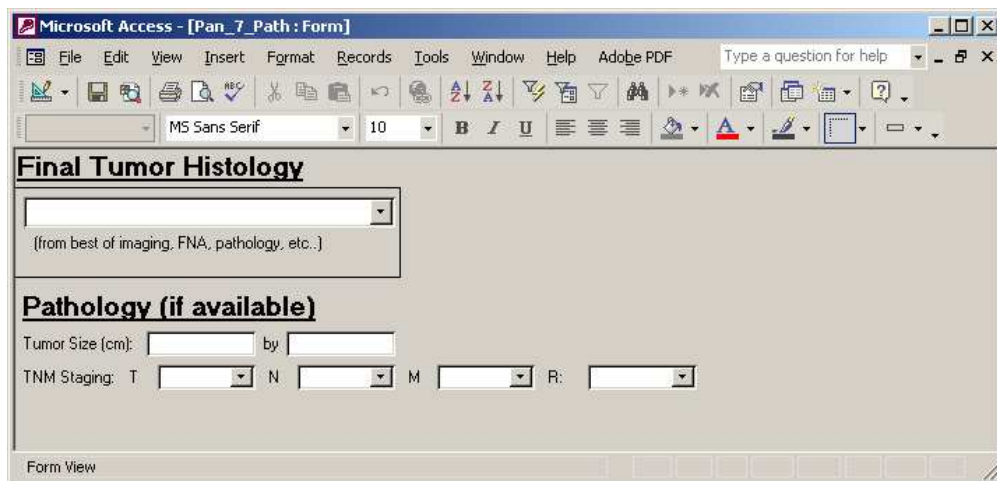 Microsoft Access - [Pan_7_Path : Form]
File Edit View Insert Format Records Tools Window Help Adobe PDF Type a question for help
ABC A Z Z A
MS Sans Serif 10 B I U A
Final Tumor Histology
(from best of imaging, FNA, pathology, etc..)
Pathology (if available)
Tumor Size (cm): by
TNM Staging: T N M R:
Form View